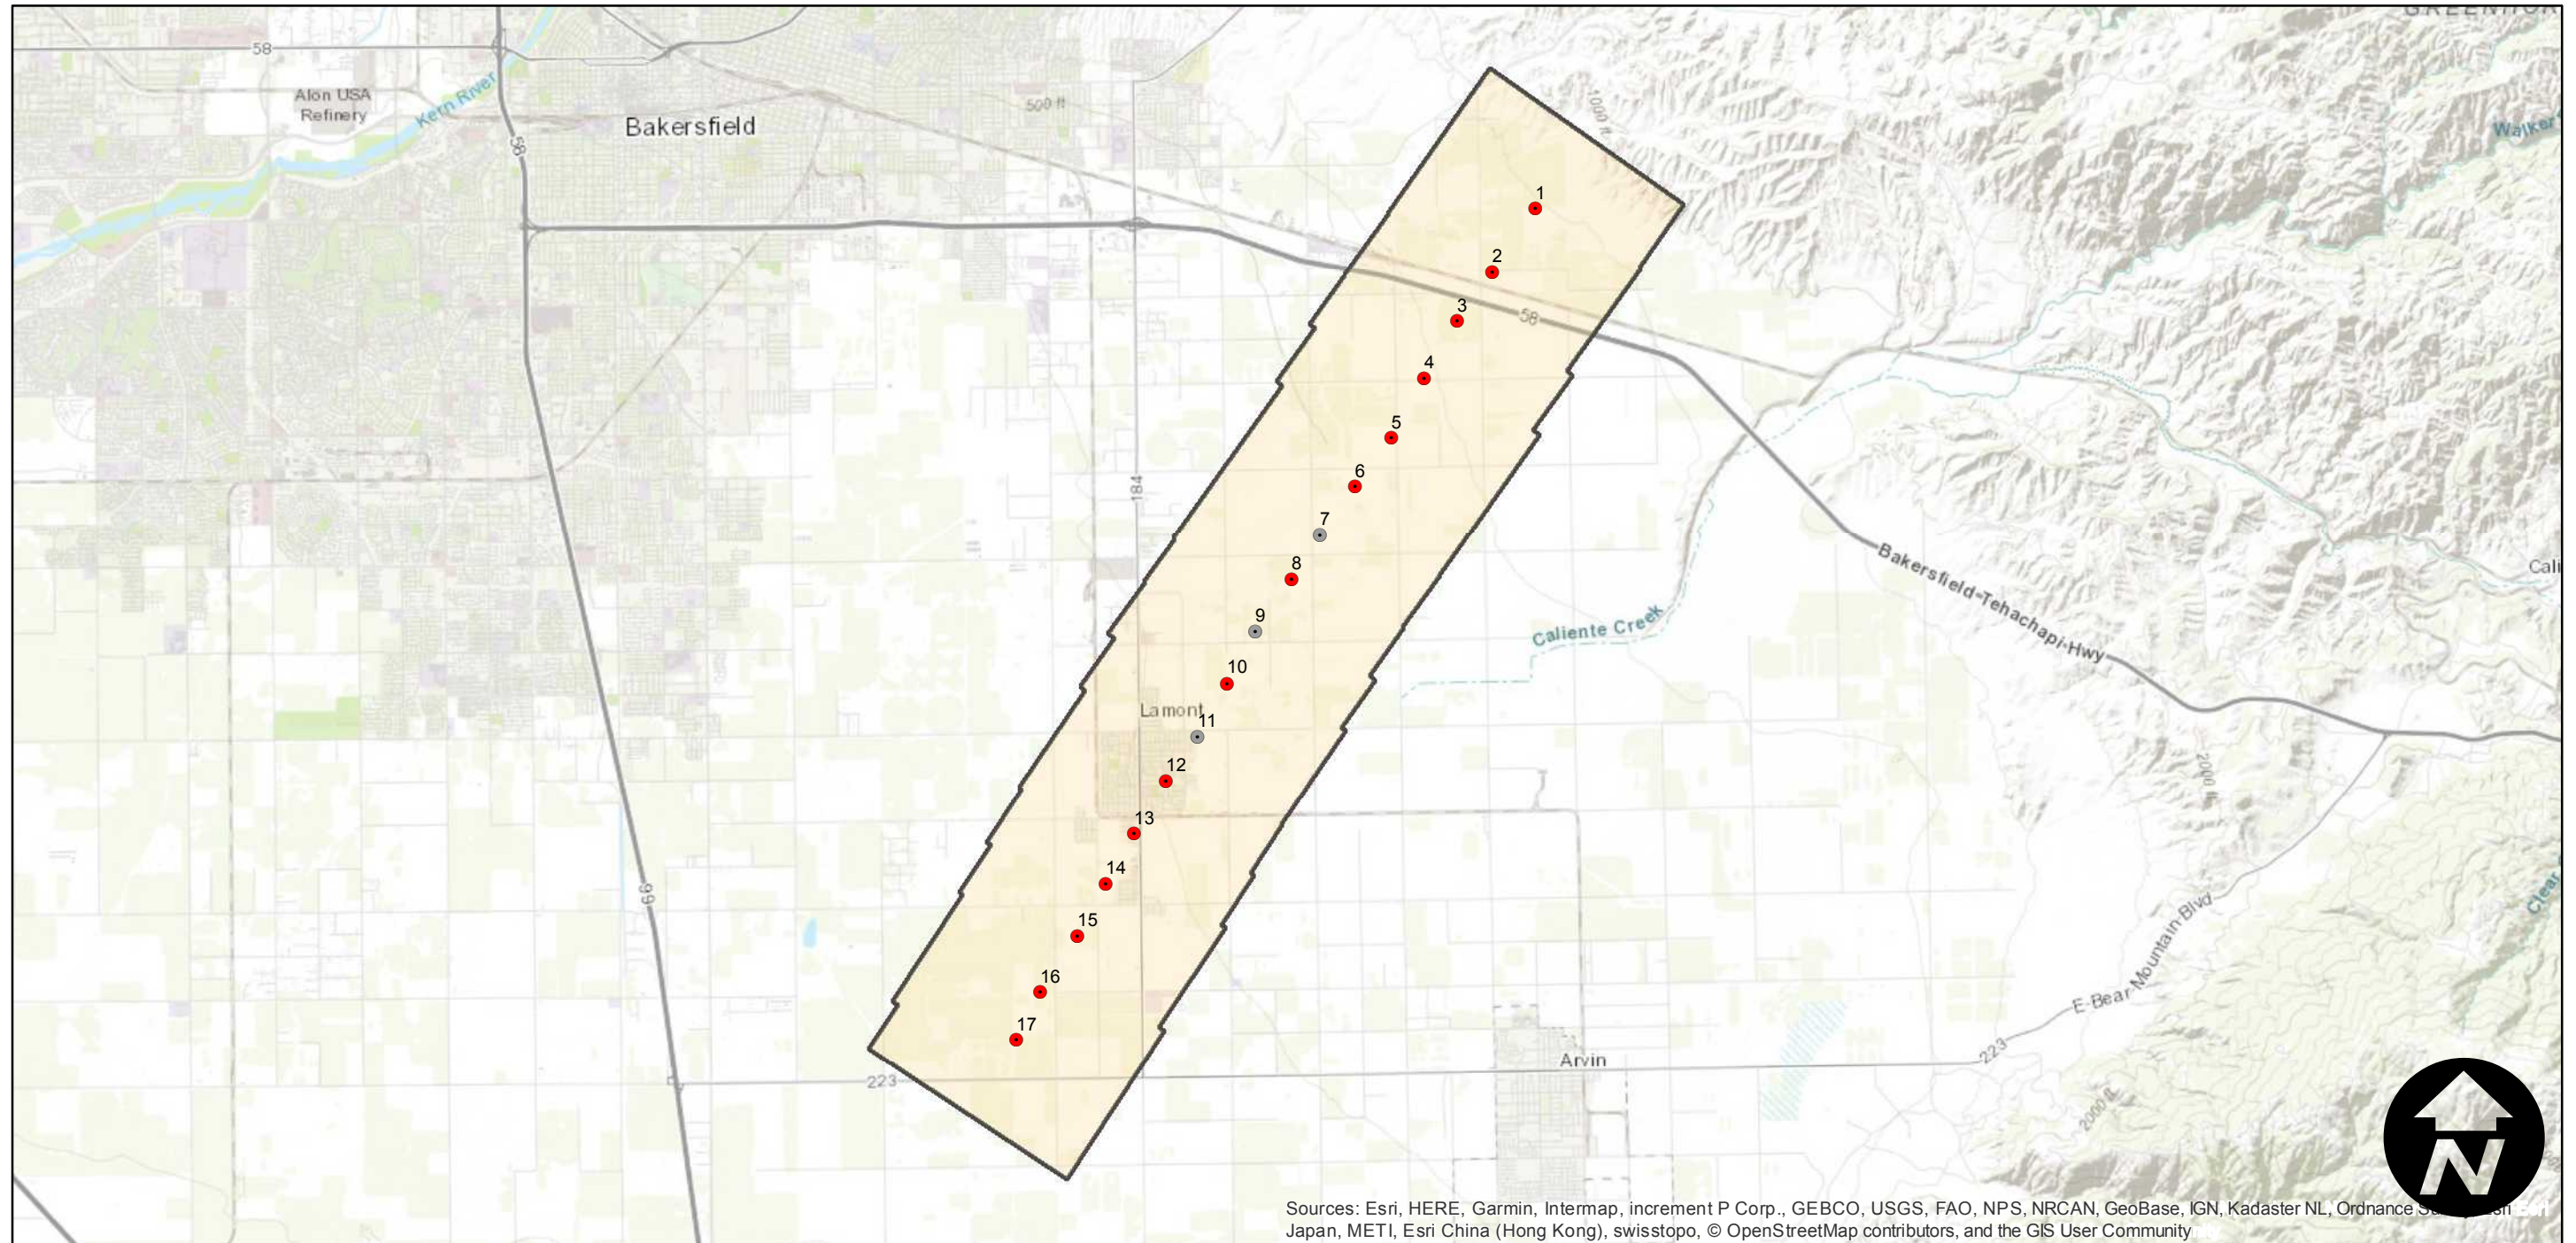 GREENHOR
58
Alon USA
Refinery
Kern River
Bakersfield
500 ft
1000 ft
Walker
58
1
2
3
58
4
5
6
184
7
8
9
10
Lamont
11
12
13
14
15
16
17
Bakersfield-Tehachapi-Hwy
Cali
Caliente Creek
2000 ft
99
E-Bear-Mountain-Blvd
Clear
223
Arvin
223
2000 ft
N
Sources: Esri, HERE, Garmin, Intermap, increment P Corp., GEBCO, USGS, FAO, NPS, NRCAN, GeoBase, IGN, Kadaster NL, Ordnance Esri
Japan, METI, Esri China (Hong Kong), swisstopo, © OpenStreetMap contributors, and the GIS User Community